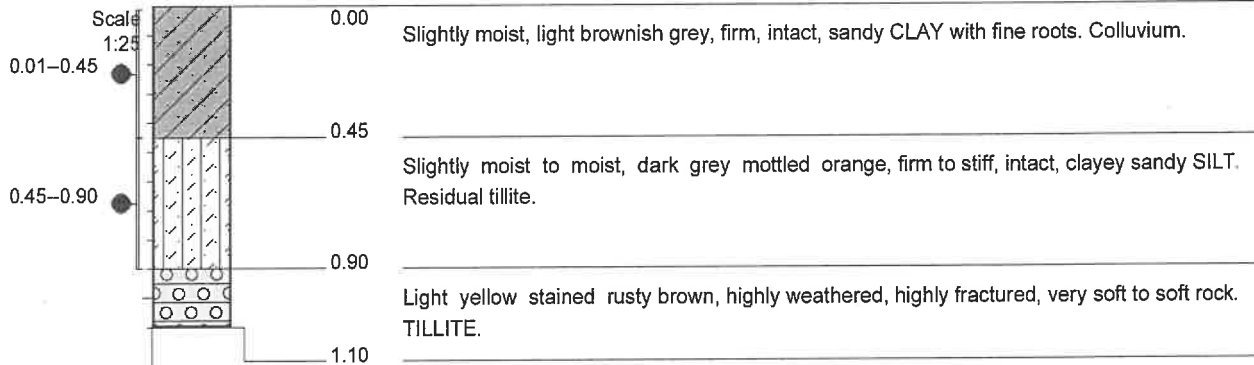 Scale
1:25
0.00
Slightly moist, light brownish grey, firm, intact, sandy CLAY with fine roots. Colluvium.
0.01--0.45
0.45
Slightly moist to moist, dark grey mottled orange, firm to stiff, intact, clayey sandy SILT.
Residual tillite.
0.45--0.90
0.90
Light yellow stained rusty brown, highly weathered, highly fractured, very soft to soft rock.
TILLITE.
1.10